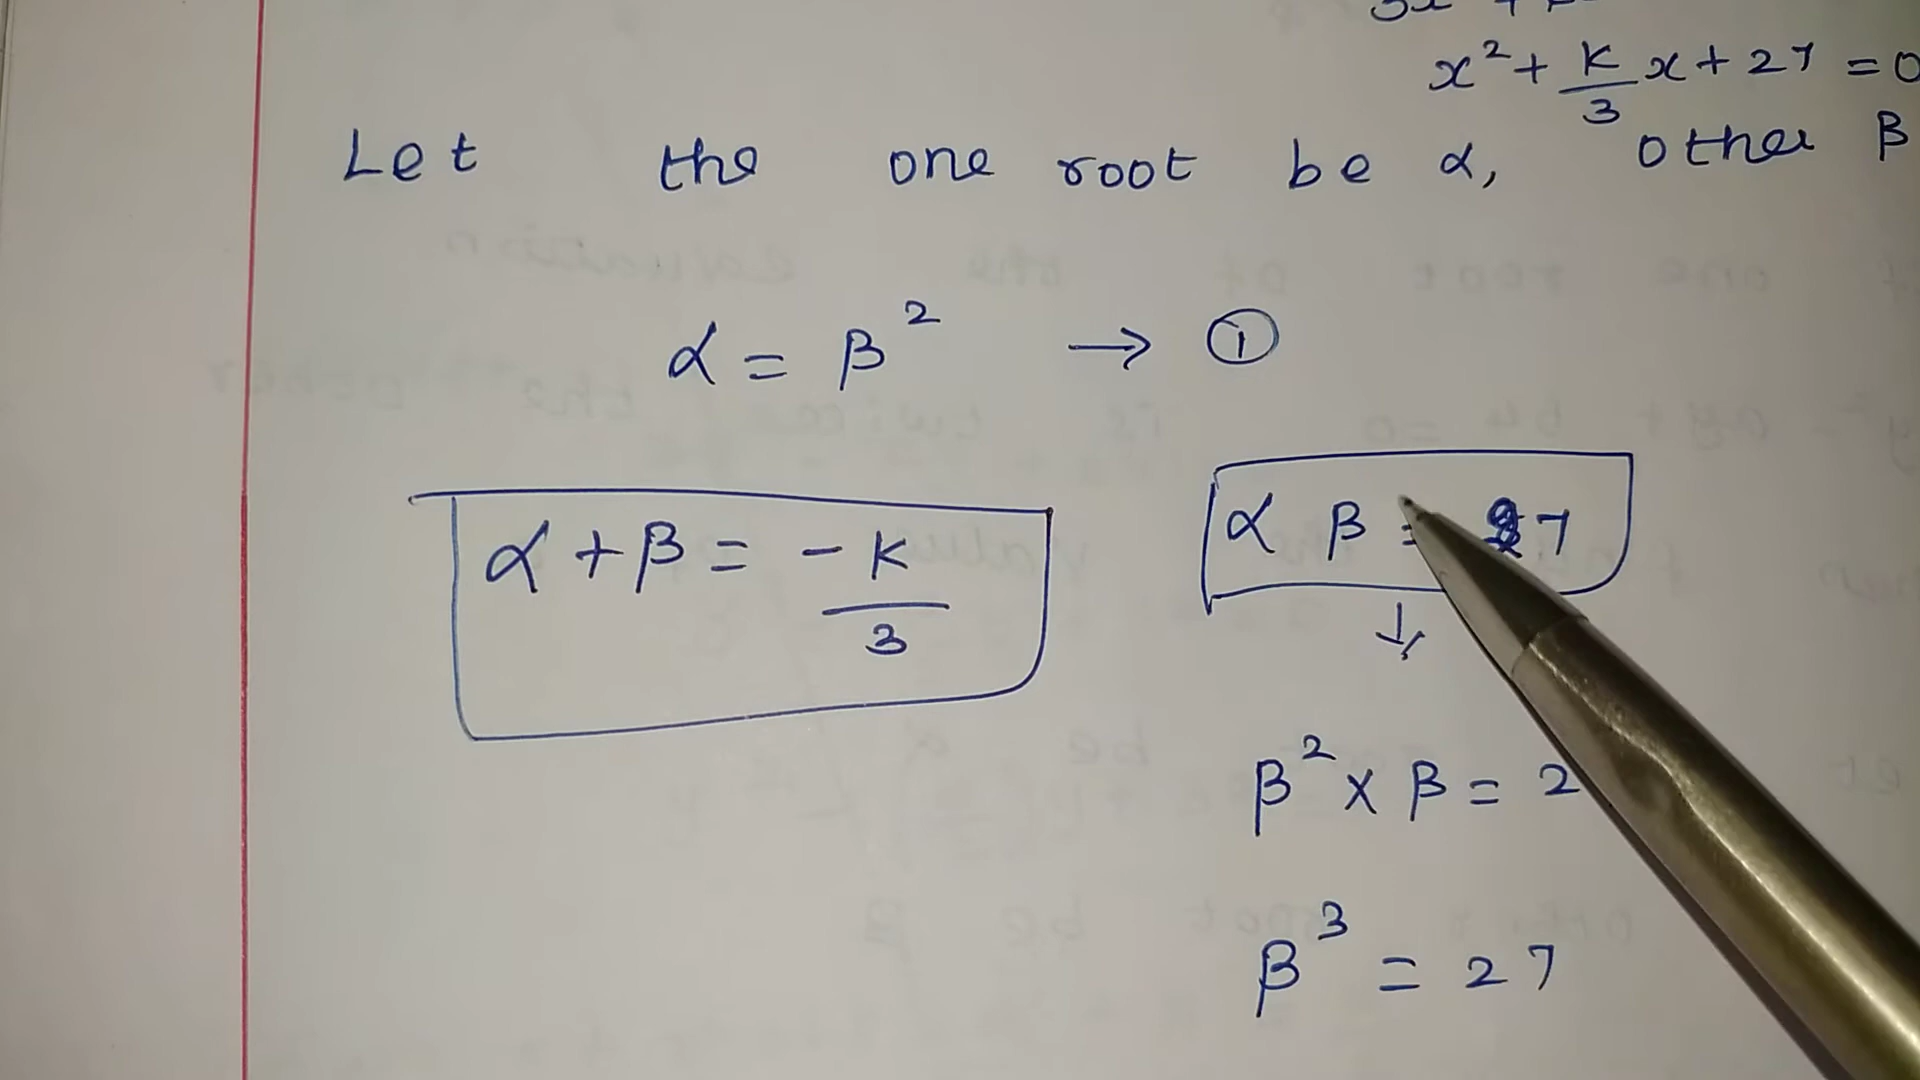 x² + K/3 x + 27 = 0
Let the one root be α, other β
α = β² → ①
α + β = -K/3
α β = 27
↓
β² × β = 2
β³ = 27